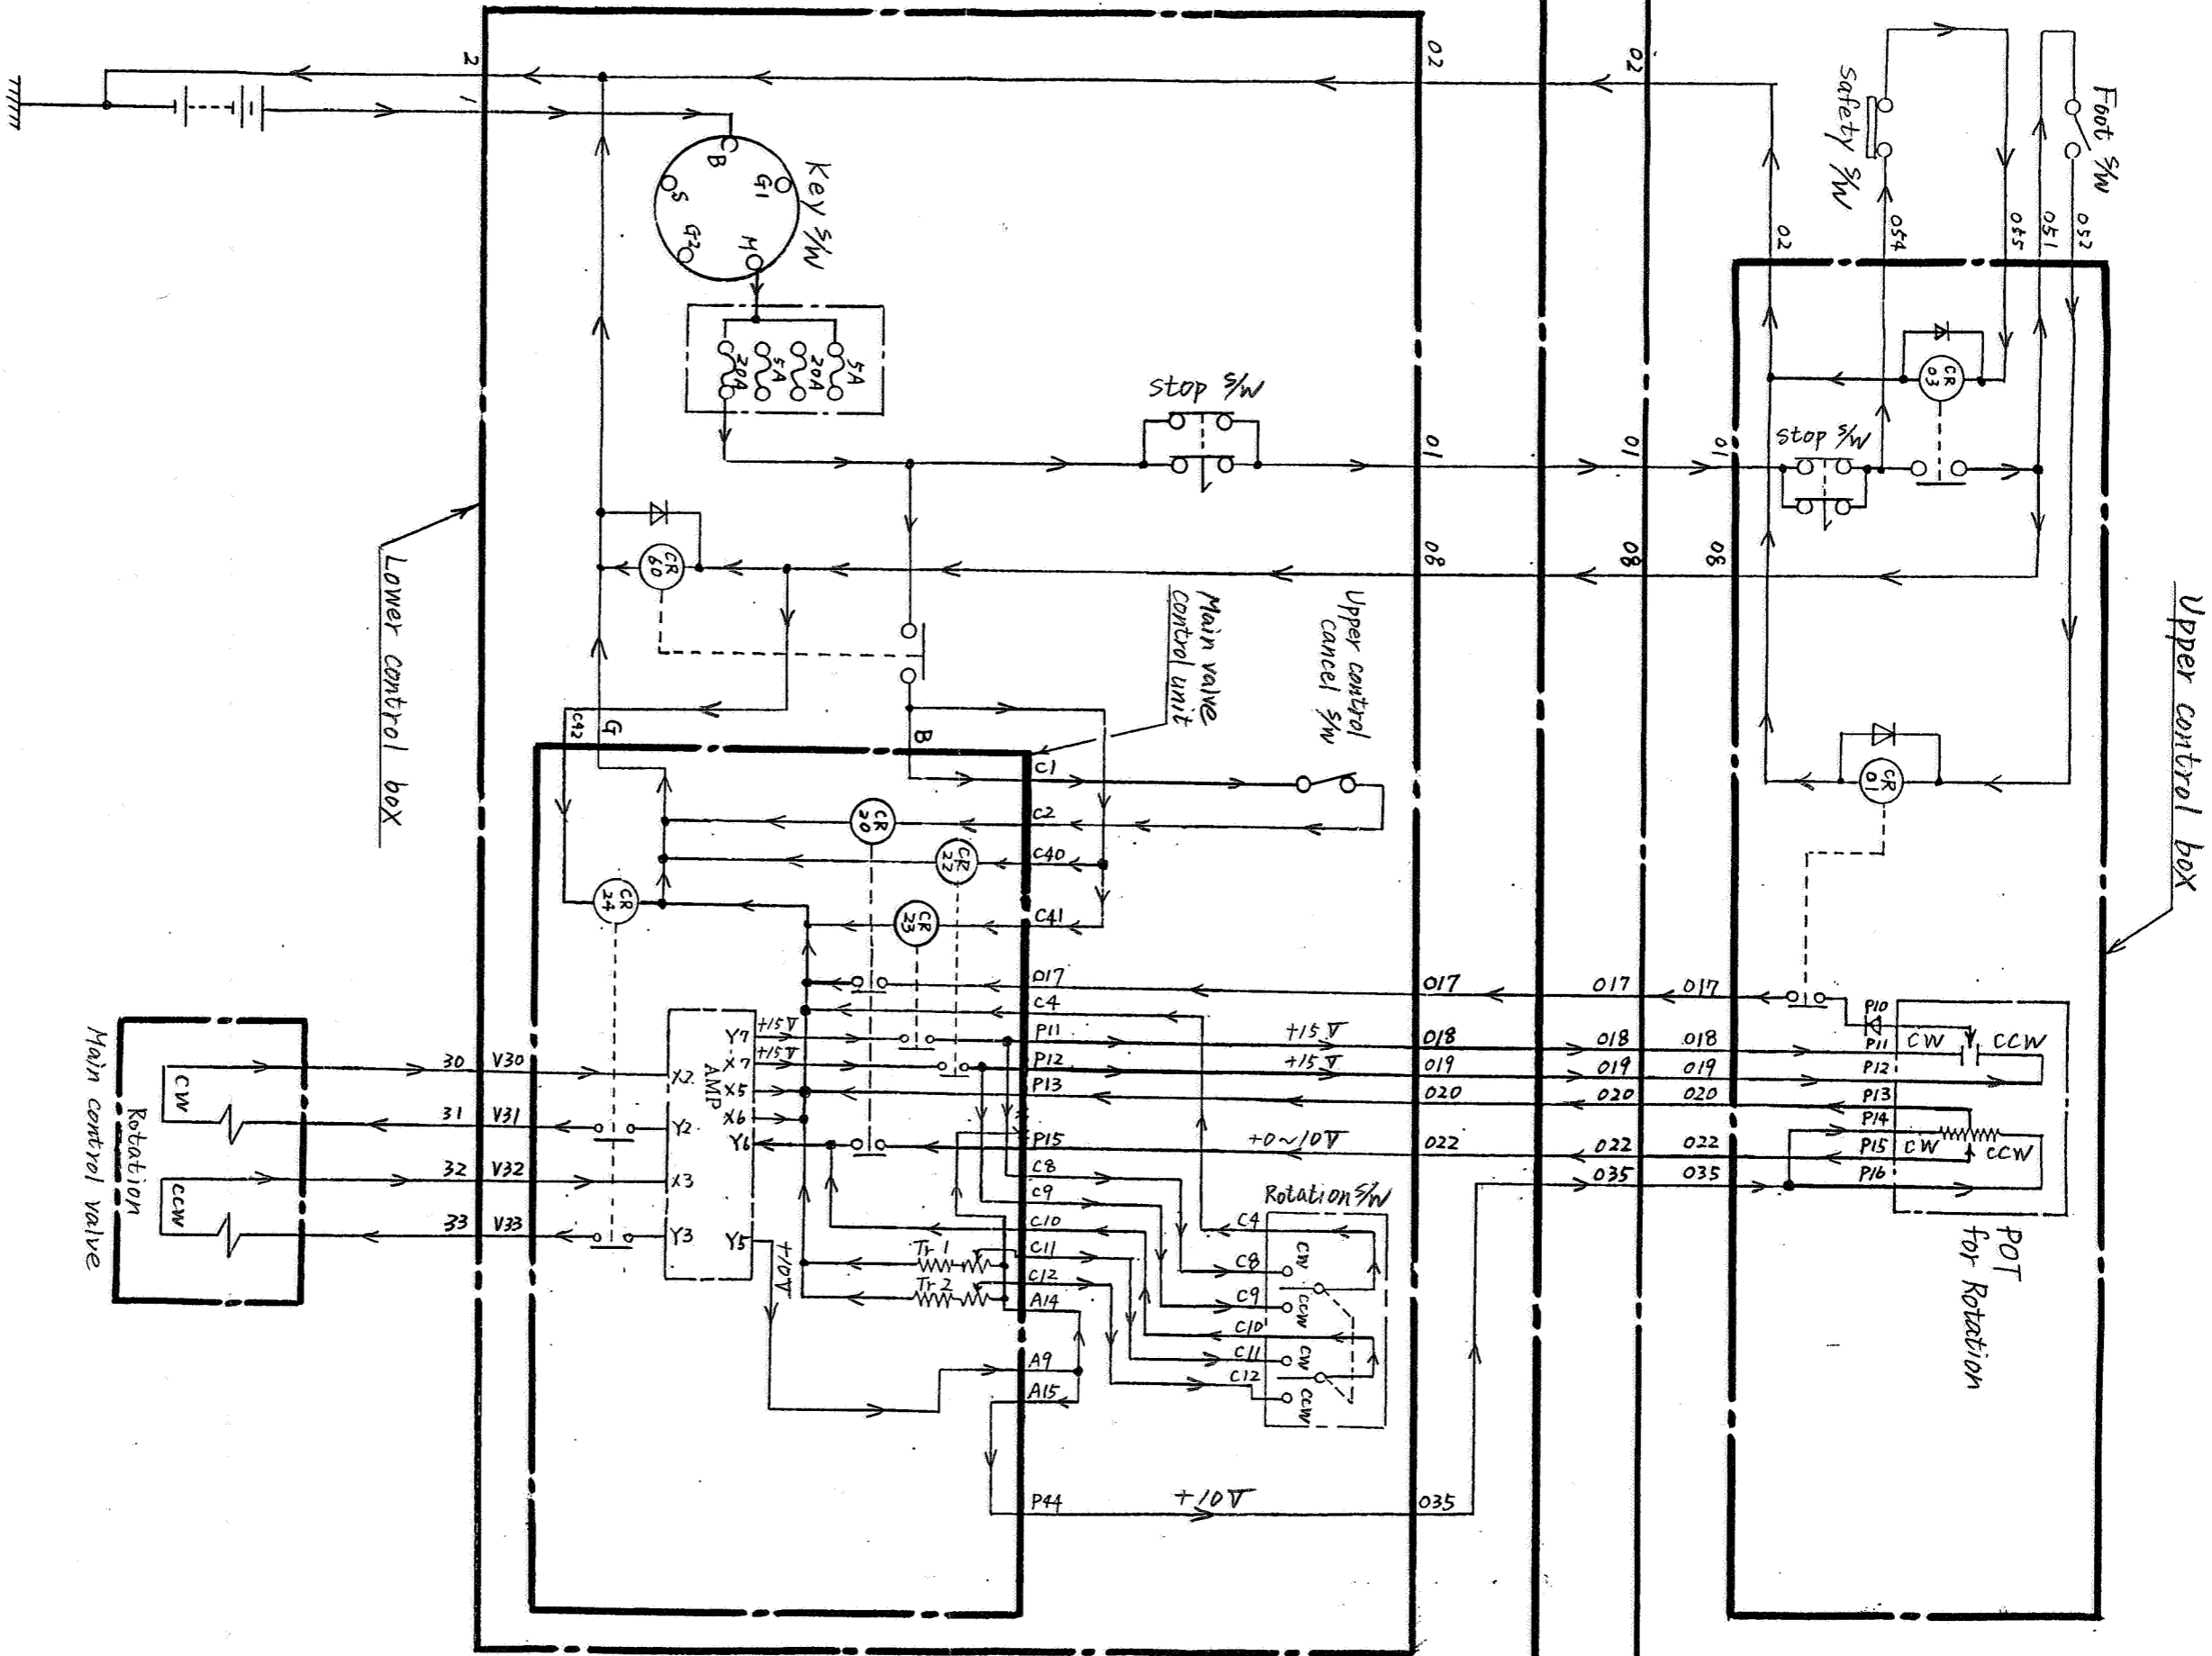 2
1
02
02
Foot S/W
Safety S/W
02
054
055
051
052
Key S/W
B
G1
S
G2
M
20A
5A
20A
5A
Stop S/W
01
01
01
Stop S/W
CR
03
CR
60
08
08
08
Upper control box
Lower control box
Main valve
control unit
Upper control
cancel S/W
C42
G
B
C1
CR
01
CR
20
C2
CR
22
C40
CR
24
CR
23
C41
017
017
017
017
C4
P10
Y7
+15V
P11
+15V
018
018
018
P11
CW
CCW
X7
+15V
P12
+15V
019
019
019
P12
AMP
X5
P13
020
020
020
P13
X6
P14
Y6
P15
+0~10V
022
022
022
P15
CW
CCW
035
035
P16
POT
for Rotation
30
V30
X2
31
V31
Y2
32
V32
X3
33
V33
Y3
Y5
+10V
CW
CCW
Rotation
Main control valve
C8
C9
C10
C11
C12
A14
A9
A15
Tr1
Tr2
Rotation S/W
C4
C8
CW
C9
CCW
C10
C11
CW
C12
CCW
P44
+10V
035